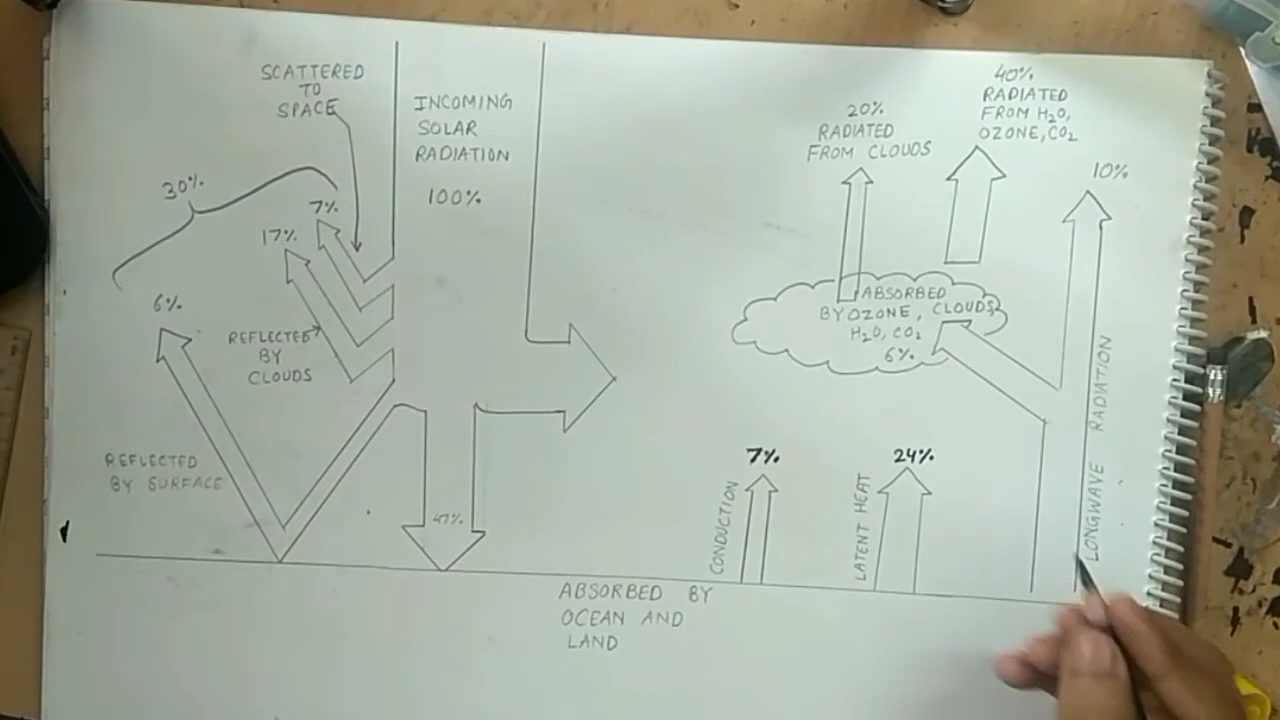 SCATTERED
TO
SPACE
INCOMING
SOLAR
RADIATION
100%
30%
7%
17%
6%
REFLECTED
BY
CLOUDS
REFLECTED
BY SURFACE
47%
ABSORBED BY
OCEAN AND
LAND
20%
RADIATED
FROM CLOUDS
40%
RADIATED
FROM H2O,
OZONE, CO2
10%
ABSORBED
BY OZONE, CLOUDS,
H2O, CO2
6%
CONDUCTION
7%
LATENT HEAT
24%
LONGWAVE RADIATION